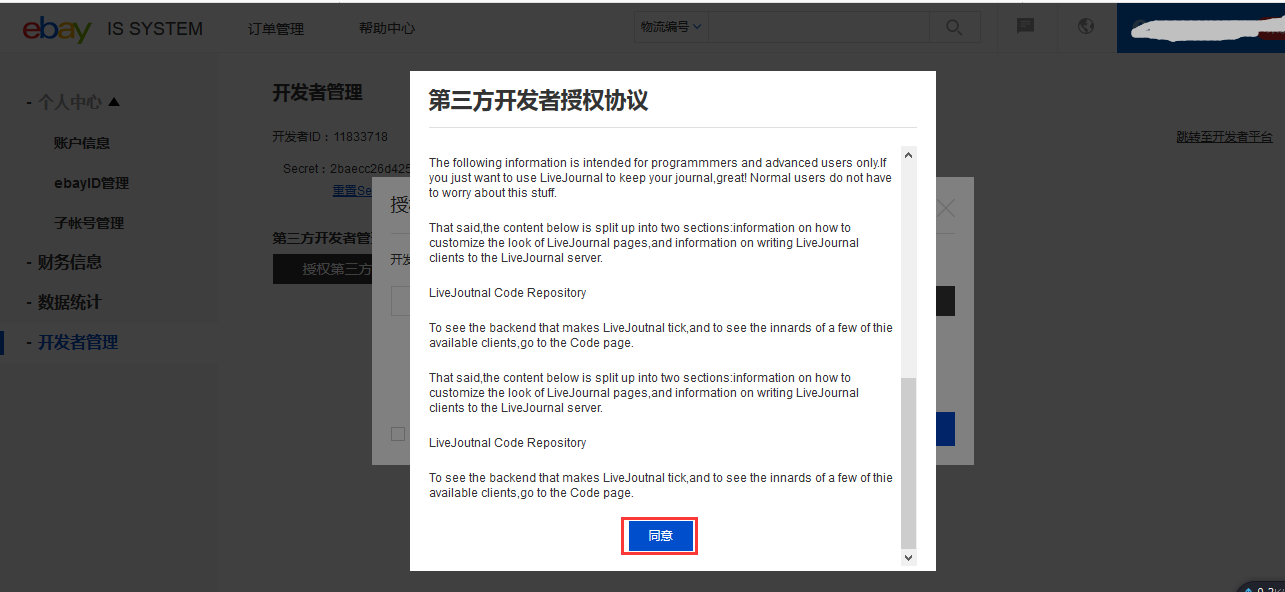 ebay IS SYSTEM 订单管理 帮助中心 物流编号
- 个人中心
账户信息
ebayID管理
子帐号管理
- 财务信息
- 数据统计
- 开发者管理
开发者管理
开发者ID：11833718
跳转至开发者平台
Secret：2baecc26d425
重置Se
第三方开发者管
授权第三方
授
开发
第三方开发者授权协议
The following information is intended for programmmers and advanced users only.If
you just want to use LiveJournal to keep your journal,great! Normal users do not have
to worry about this stuff.
That said,the content below is split up into two sections:information on how to
customize the look of LiveJournal pages,and information on writing LiveJournal
clients to the LiveJournal server.
LiveJoutnal Code Repository
To see the backend that makes LiveJoutnal tick,and to see the innards of a few of thie
available clients,go to the Code page.
That said,the content below is split up into two sections:information on how to
customize the look of LiveJournal pages,and information on writing LiveJournal
clients to the LiveJournal server.
LiveJoutnal Code Repository
To see the backend that makes LiveJoutnal tick,and to see the innards of a few of thie
available clients,go to the Code page.
同意